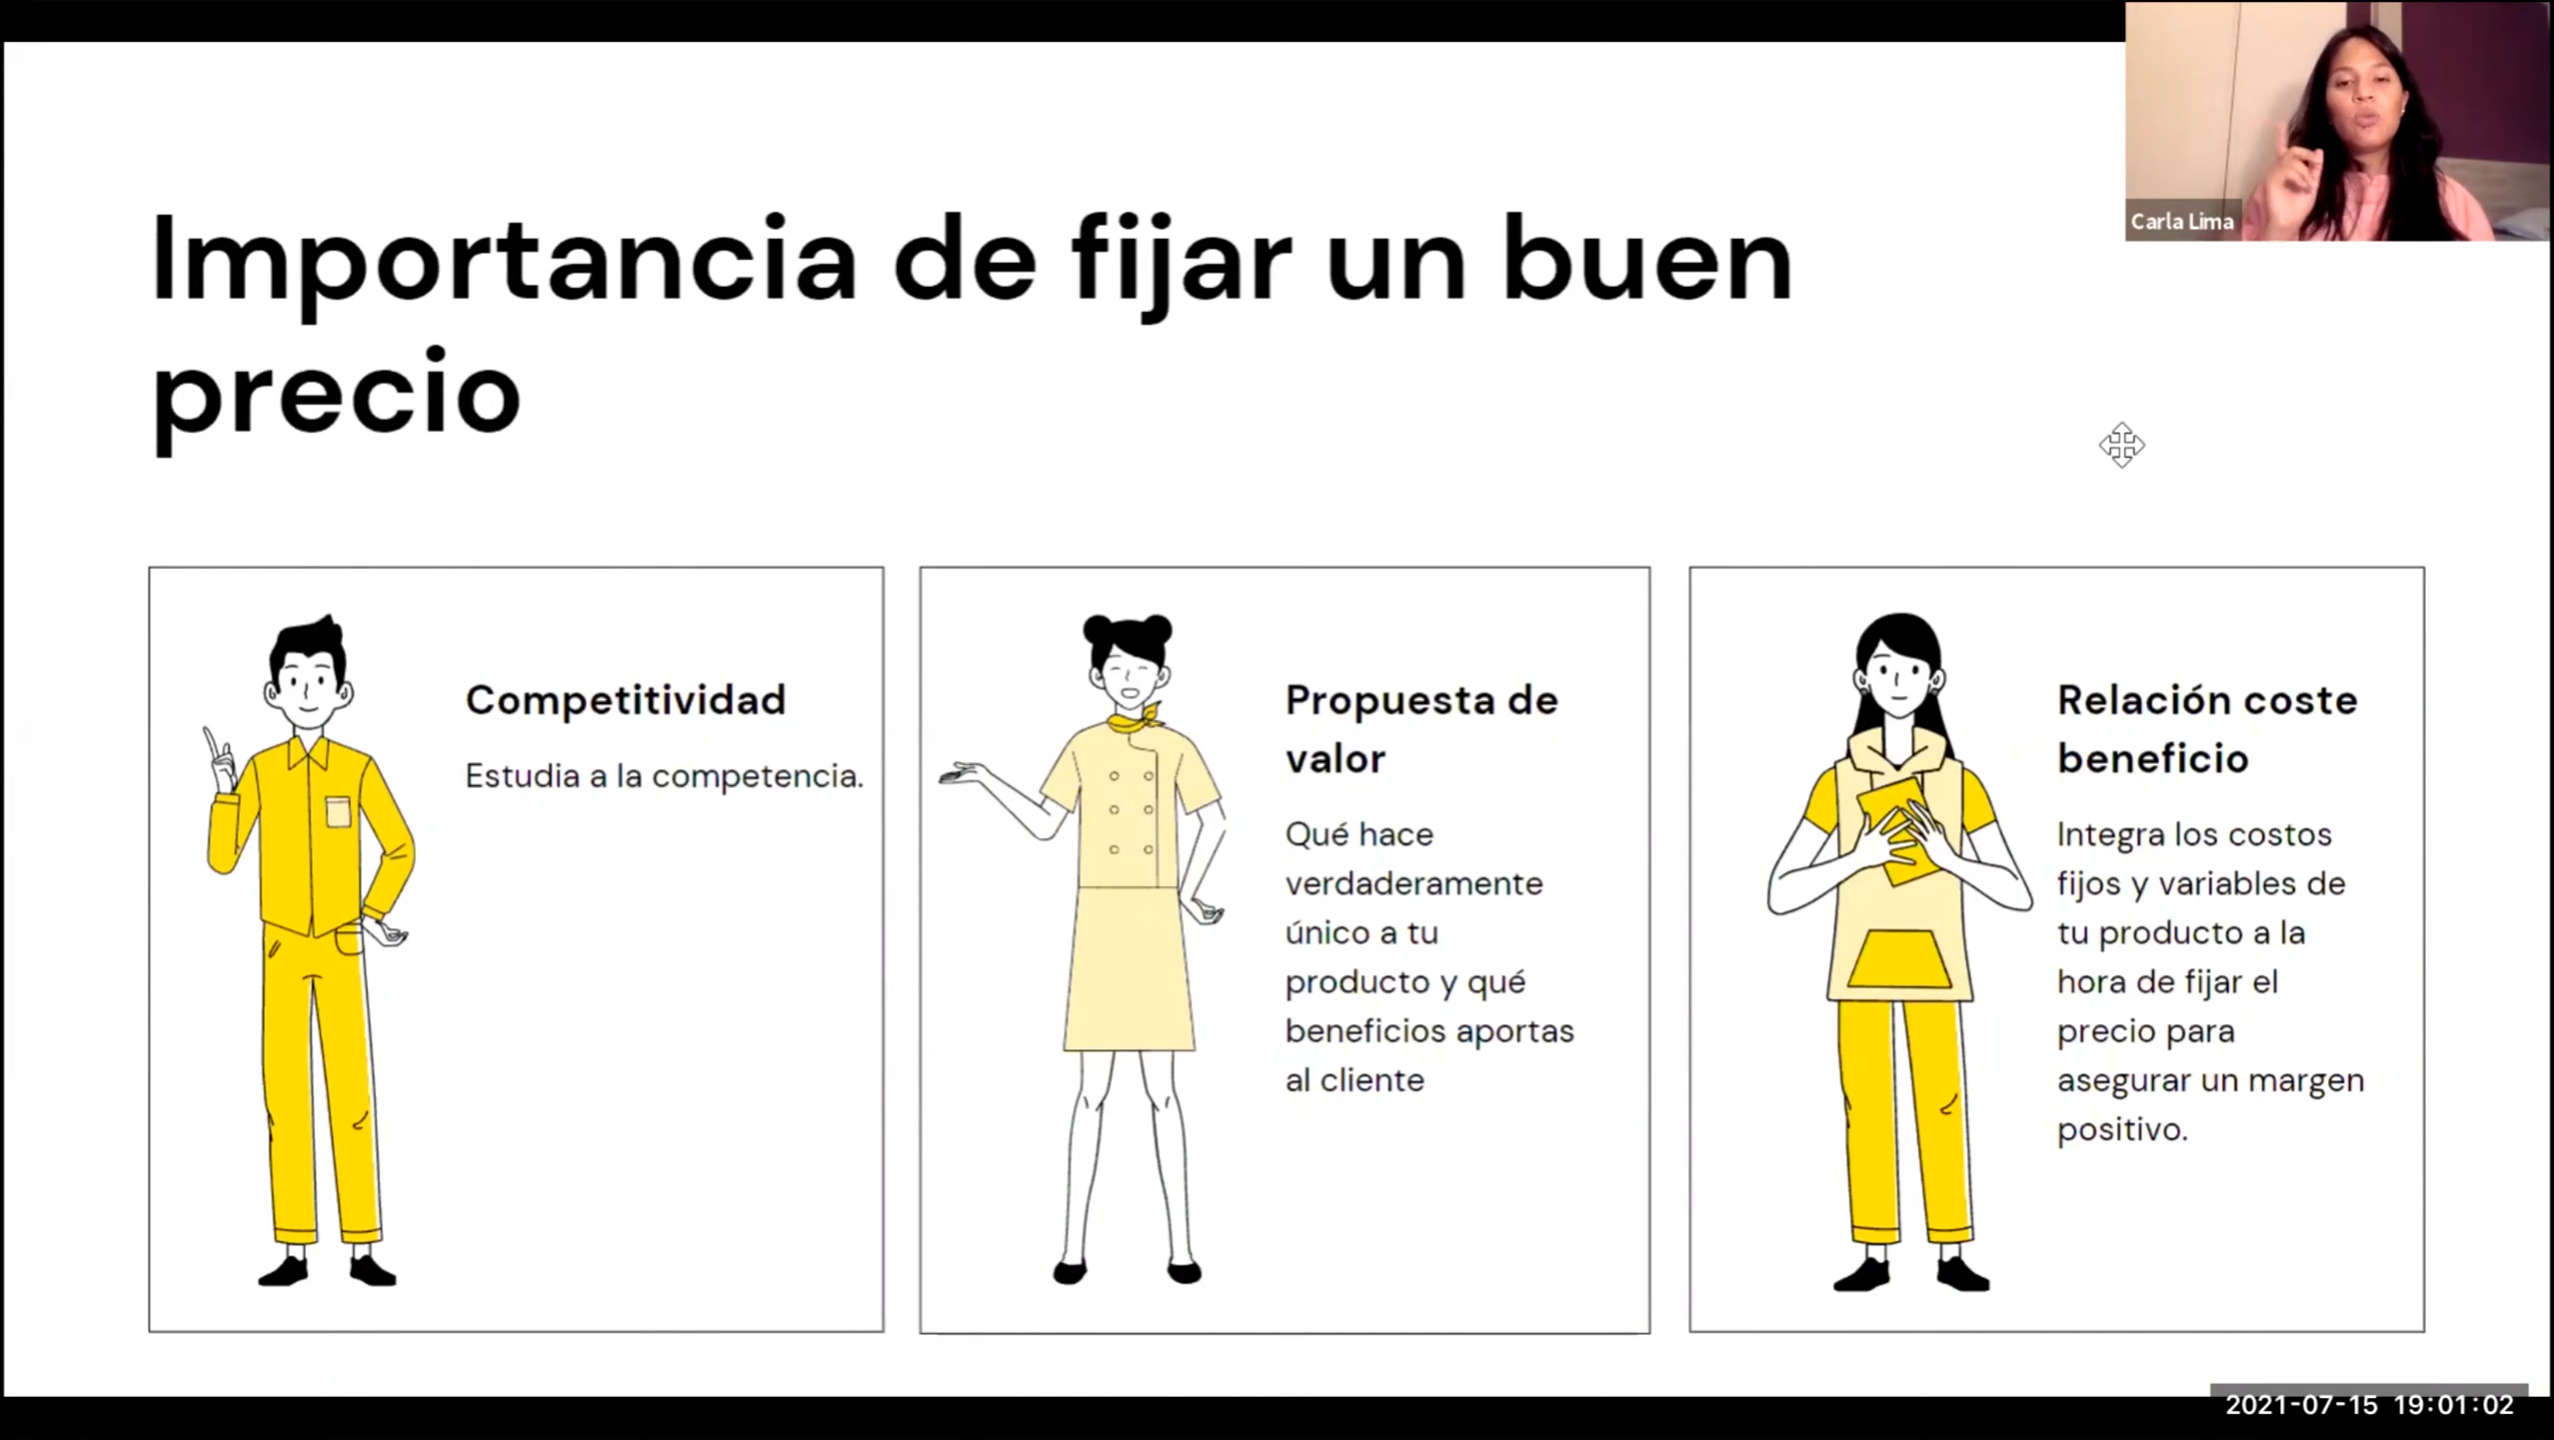 Carla Lima
Importancia de fijar un buen
precio
Competitividad
Estudia a la competencia.
Propuesta de
valor
Qué hace
verdaderamente
único a tu
producto y qué
beneficios aportas
al cliente
Relación coste
beneficio
Integra los costos
fijos y variables de
tu producto a la
hora de fijar el
precio para
asegurar un margen
positivo.
2021-07-15 19:01:02